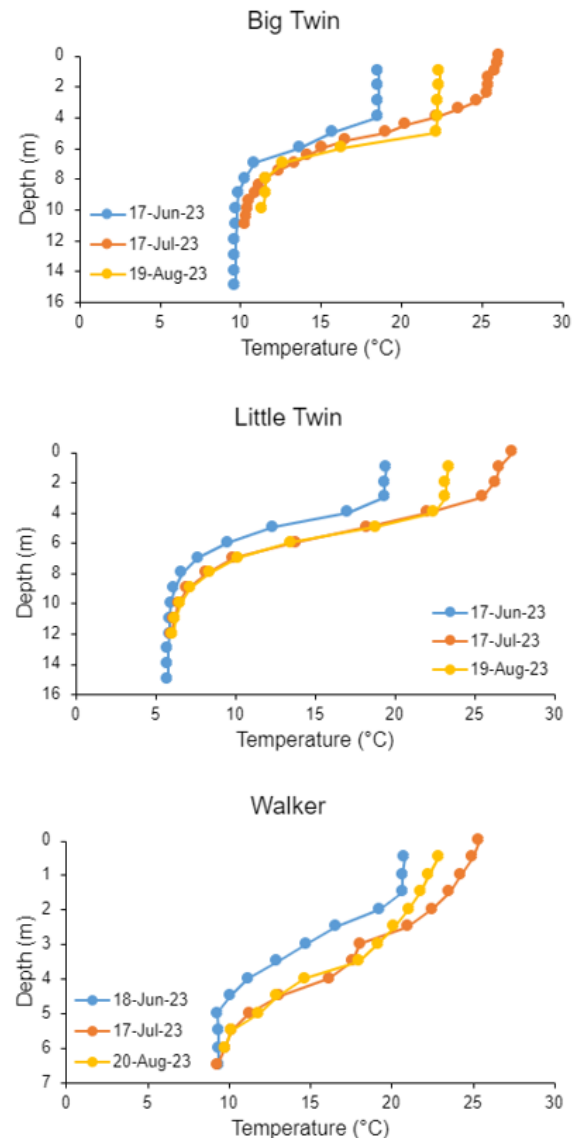 Big Twin
0
2
4
6
8
10
12
14
16
Depth (m)
17-Jun-23
17-Jul-23
19-Aug-23
0 5 10 15 20 25 30
Temperature (°C)
Little Twin
0
2
4
6
8
10
12
14
16
Depth (m)
17-Jun-23
17-Jul-23
19-Aug-23
0 5 10 15 20 25 30
Temperature (°C)
Walker
0
1
2
3
4
5
6
7
Depth (m)
18-Jun-23
17-Jul-23
20-Aug-23
0 5 10 15 20 25 30
Temperature (°C)